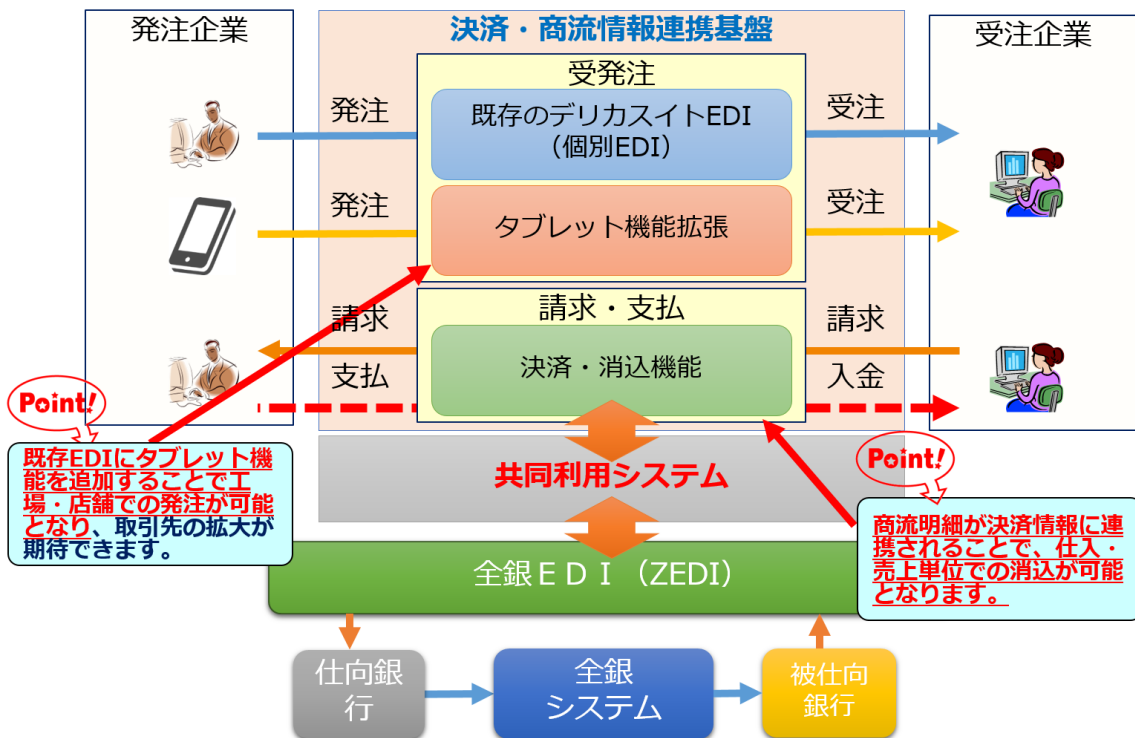 発注企業
決済・商流情報連携基盤
受注企業
受発注
発注
既存のデリカスイトEDI
（個別EDI）
受注
発注
タブレット機能拡張
受注
請求・支払
請求
支払
決済・消込機能
請求
入金
Point!
既存EDIにタブレット機
能を追加することで工
場・店舗での発注が可能
となり、取引先の拡大が
期待できます。
共同利用システム
Point!
商流明細が決済情報に連
携されることで、仕入・
売上単位での消込が可能
となります。
全銀ＥＤＩ（ZEDI）
仕向銀
行
全銀
システム
被仕向
銀行